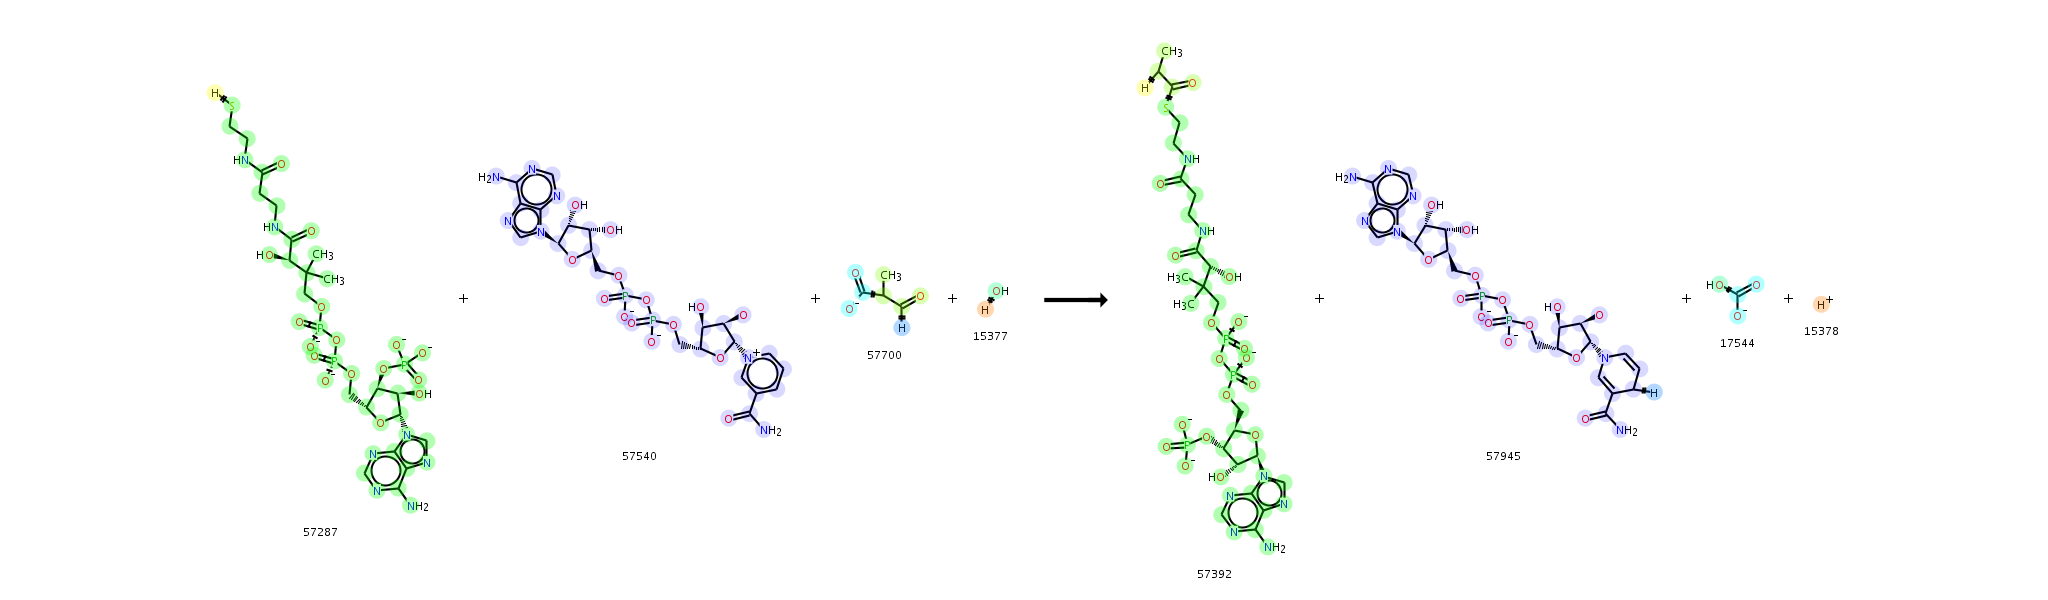 H
S
HN
O
HN
O
HO
CH3
CH3
O
O
P
O-
O
O
P
O-
O
O-
O-
P
O
O
OH
O
N
N
N
N
NH2
57287
+
H2N
N
N
N
N
OH
OH
O
O
O
P
O
O-
O
P
O
O-
HO
O
O
N+
O
NH2
57540
+
O
O-
CH3
O
H
57700
+
OH
H
15377
CH3
H
O
S
NH
O
NH
O
OH
H3C
H3C
O
O-
P
O
O
O-
P
O
O
O-
O
P
O
O-
O
HO
N
N
N
N
NH2
57392
+
H2N
N
N
N
N
OH
OH
O
O
O
P
O
O-
O
P
O
O-
HO
O
O
N
H
O
NH2
57945
+
HO
O
O-
17544
+
H+
15378